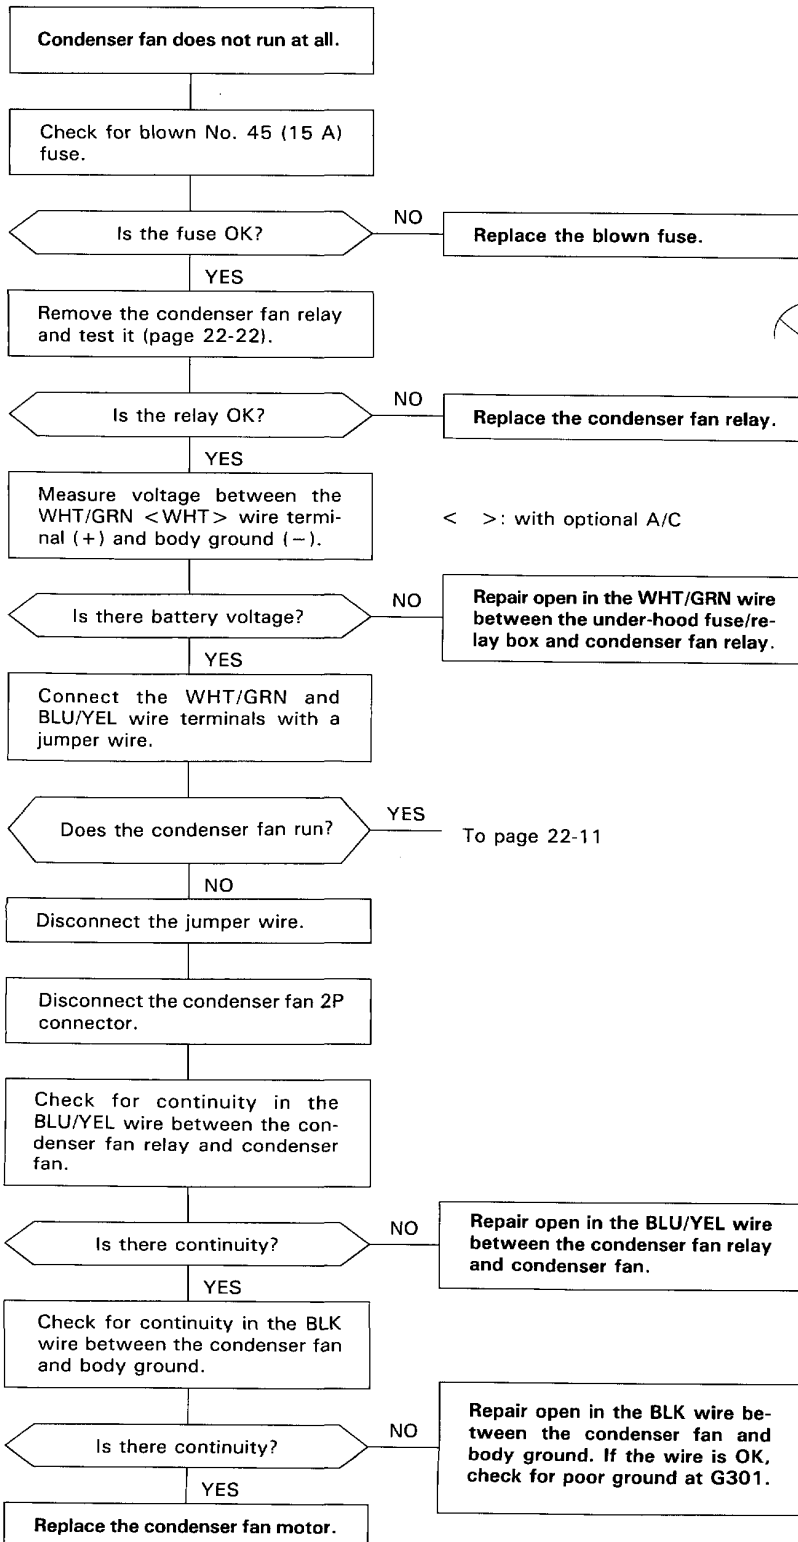 Condenser fan does not run at all.
Check for blown No. 45 (15 A)
fuse.
Is the fuse OK?
NO
Replace the blown fuse.
YES
Remove the condenser fan relay
and test it (page 22-22).
Is the relay OK?
NO
Replace the condenser fan relay.
YES
Measure voltage between the
WHT/GRN <WHT> wire termi-
nal (+) and body ground (−).
< >: with optional A/C
Is there battery voltage?
NO
Repair open in the WHT/GRN wire
between the under-hood fuse/re-
lay box and condenser fan relay.
YES
Connect the WHT/GRN and
BLU/YEL wire terminals with a
jumper wire.
Does the condenser fan run?
YES
To page 22-11
NO
Disconnect the jumper wire.
Disconnect the condenser fan 2P
connector.
Check for continuity in the
BLU/YEL wire between the con-
denser fan relay and condenser
fan.
Is there continuity?
NO
Repair open in the BLU/YEL wire
between the condenser fan relay
and condenser fan.
YES
Check for continuity in the BLK
wire between the condenser fan
and body ground.
Is there continuity?
NO
Repair open in the BLK wire be-
tween the condenser fan and
body ground. If the wire is OK,
check for poor ground at G301.
YES
Replace the condenser fan motor.